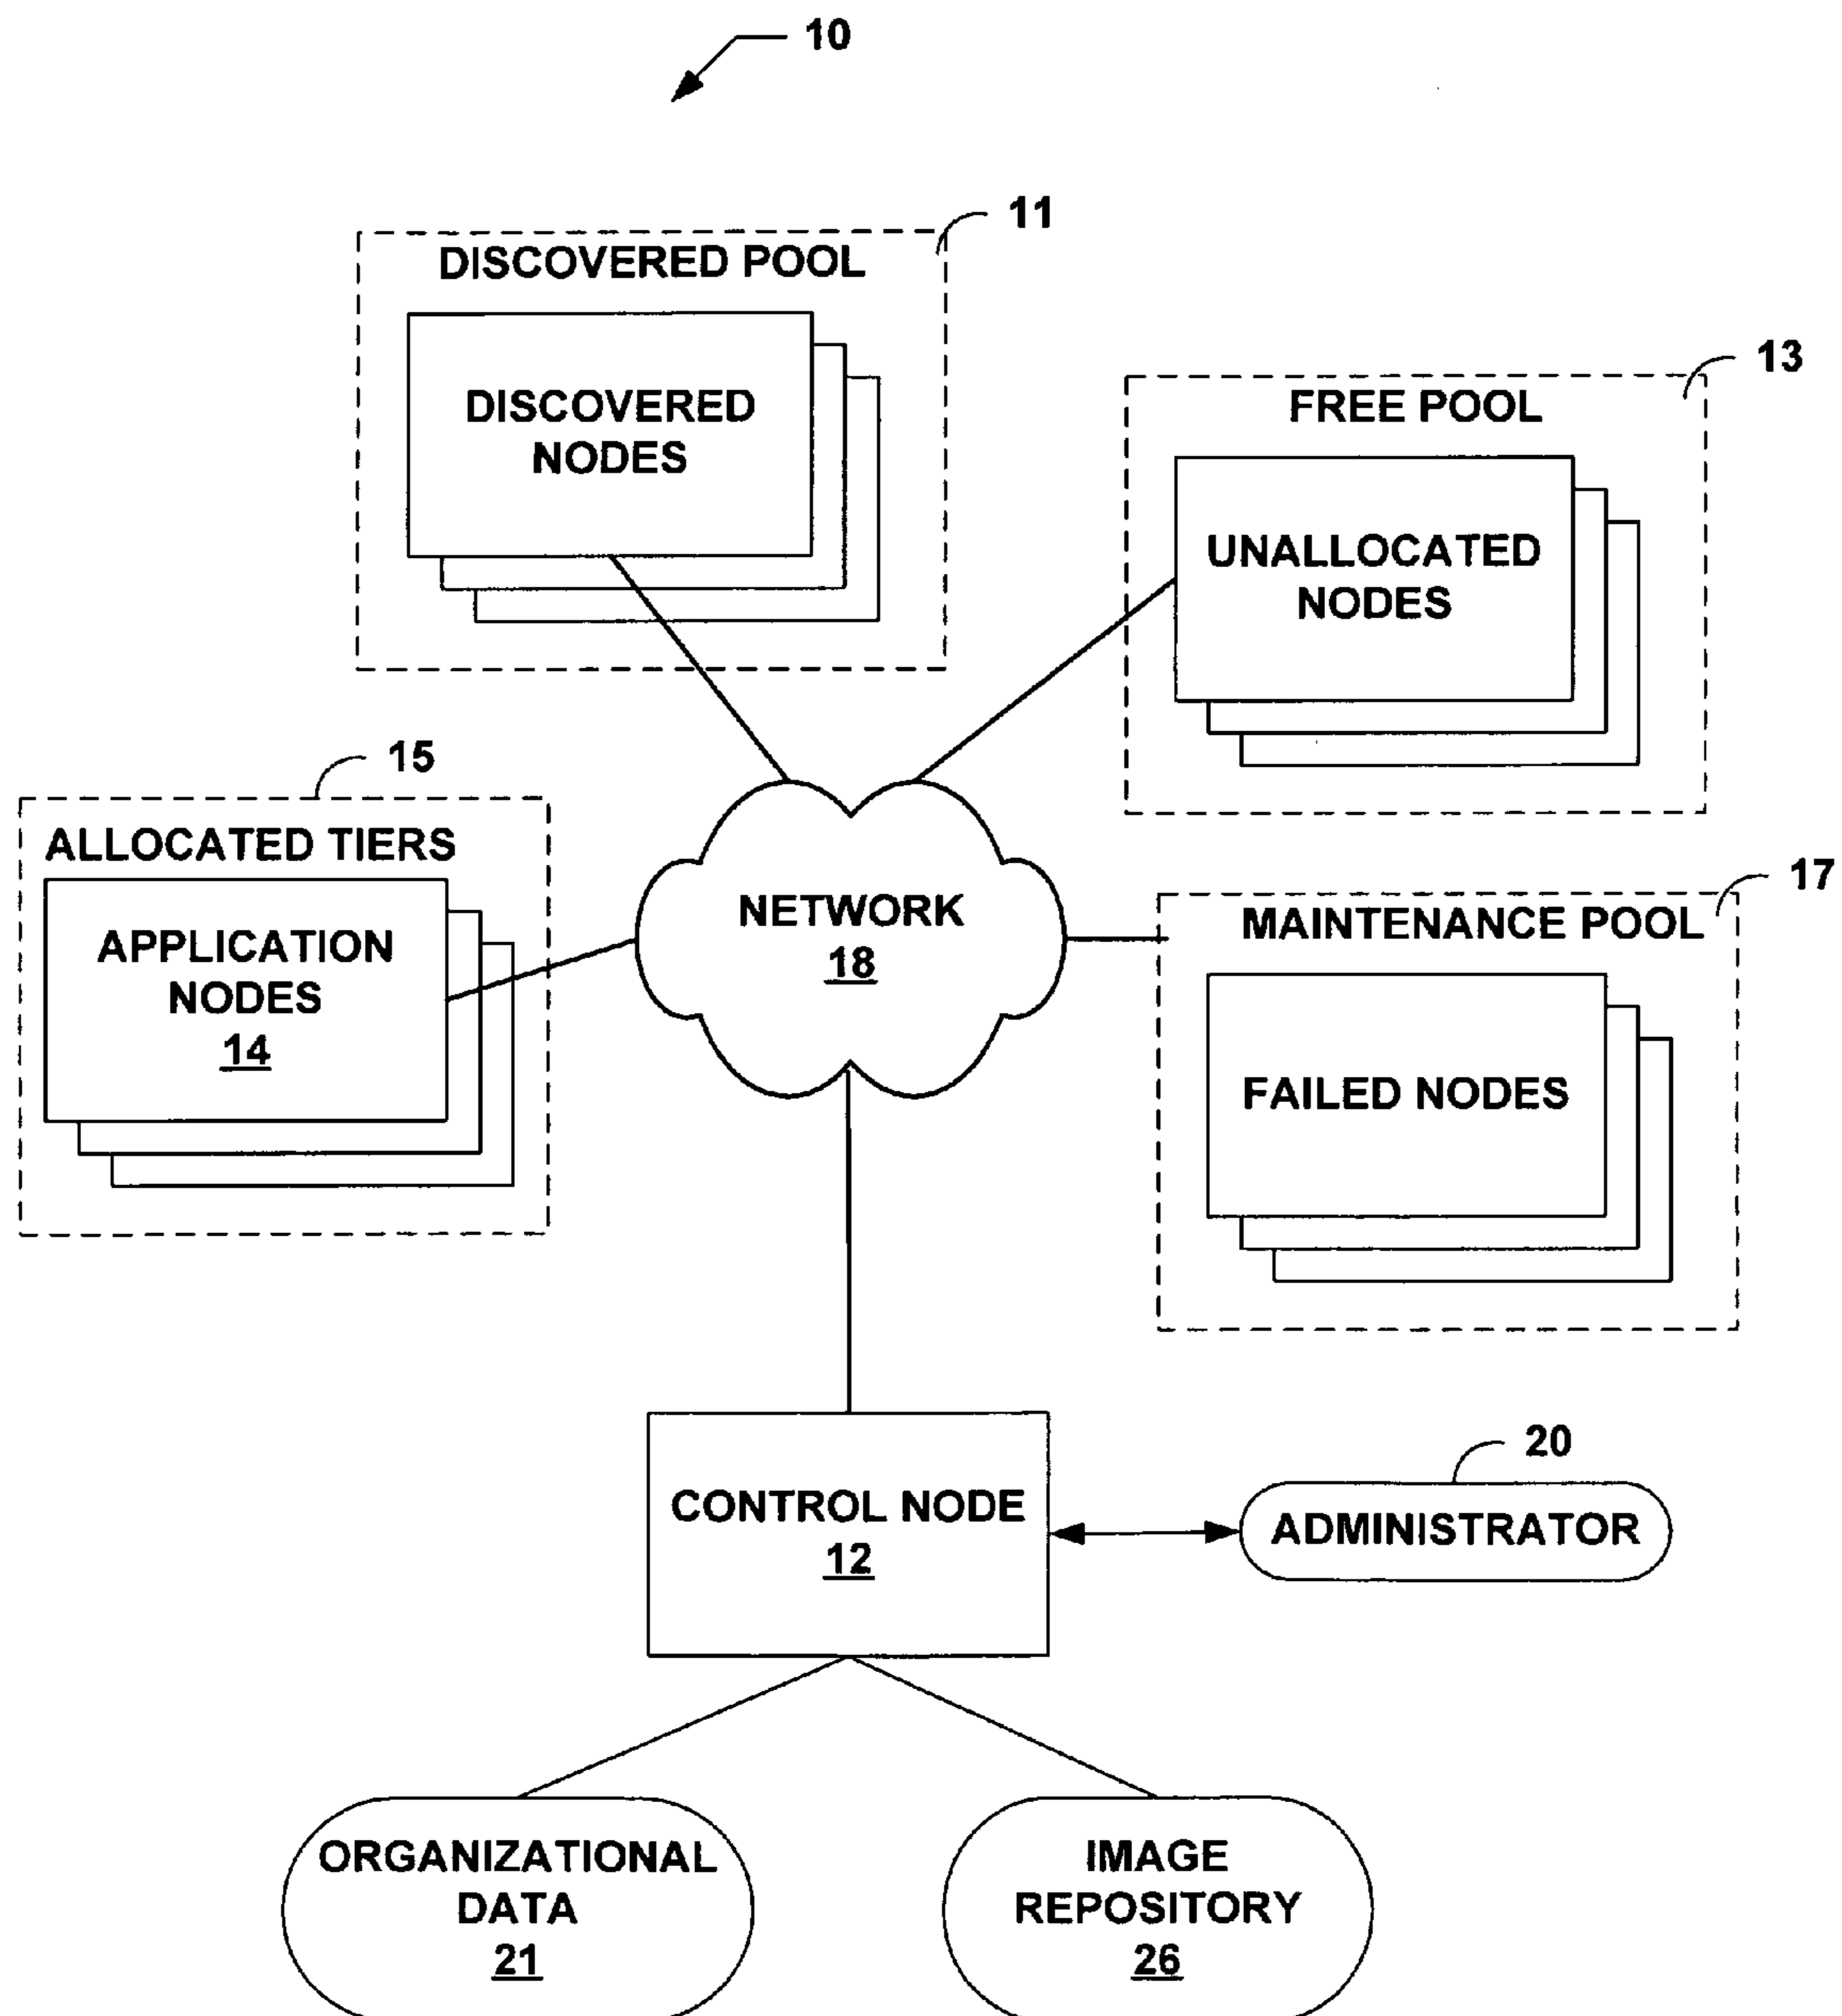 10
11
DISCOVERED POOL
DISCOVERED
NODES
13
FREE POOL
UNALLOCATED
NODES
15
ALLOCATED TIERS
APPLICATION
NODES
14
NETWORK
18
17
MAINTENANCE POOL
FAILED NODES
CONTROL NODE
12
20
ADMINISTRATOR
ORGANIZATIONAL
DATA
21
IMAGE
REPOSITORY
26